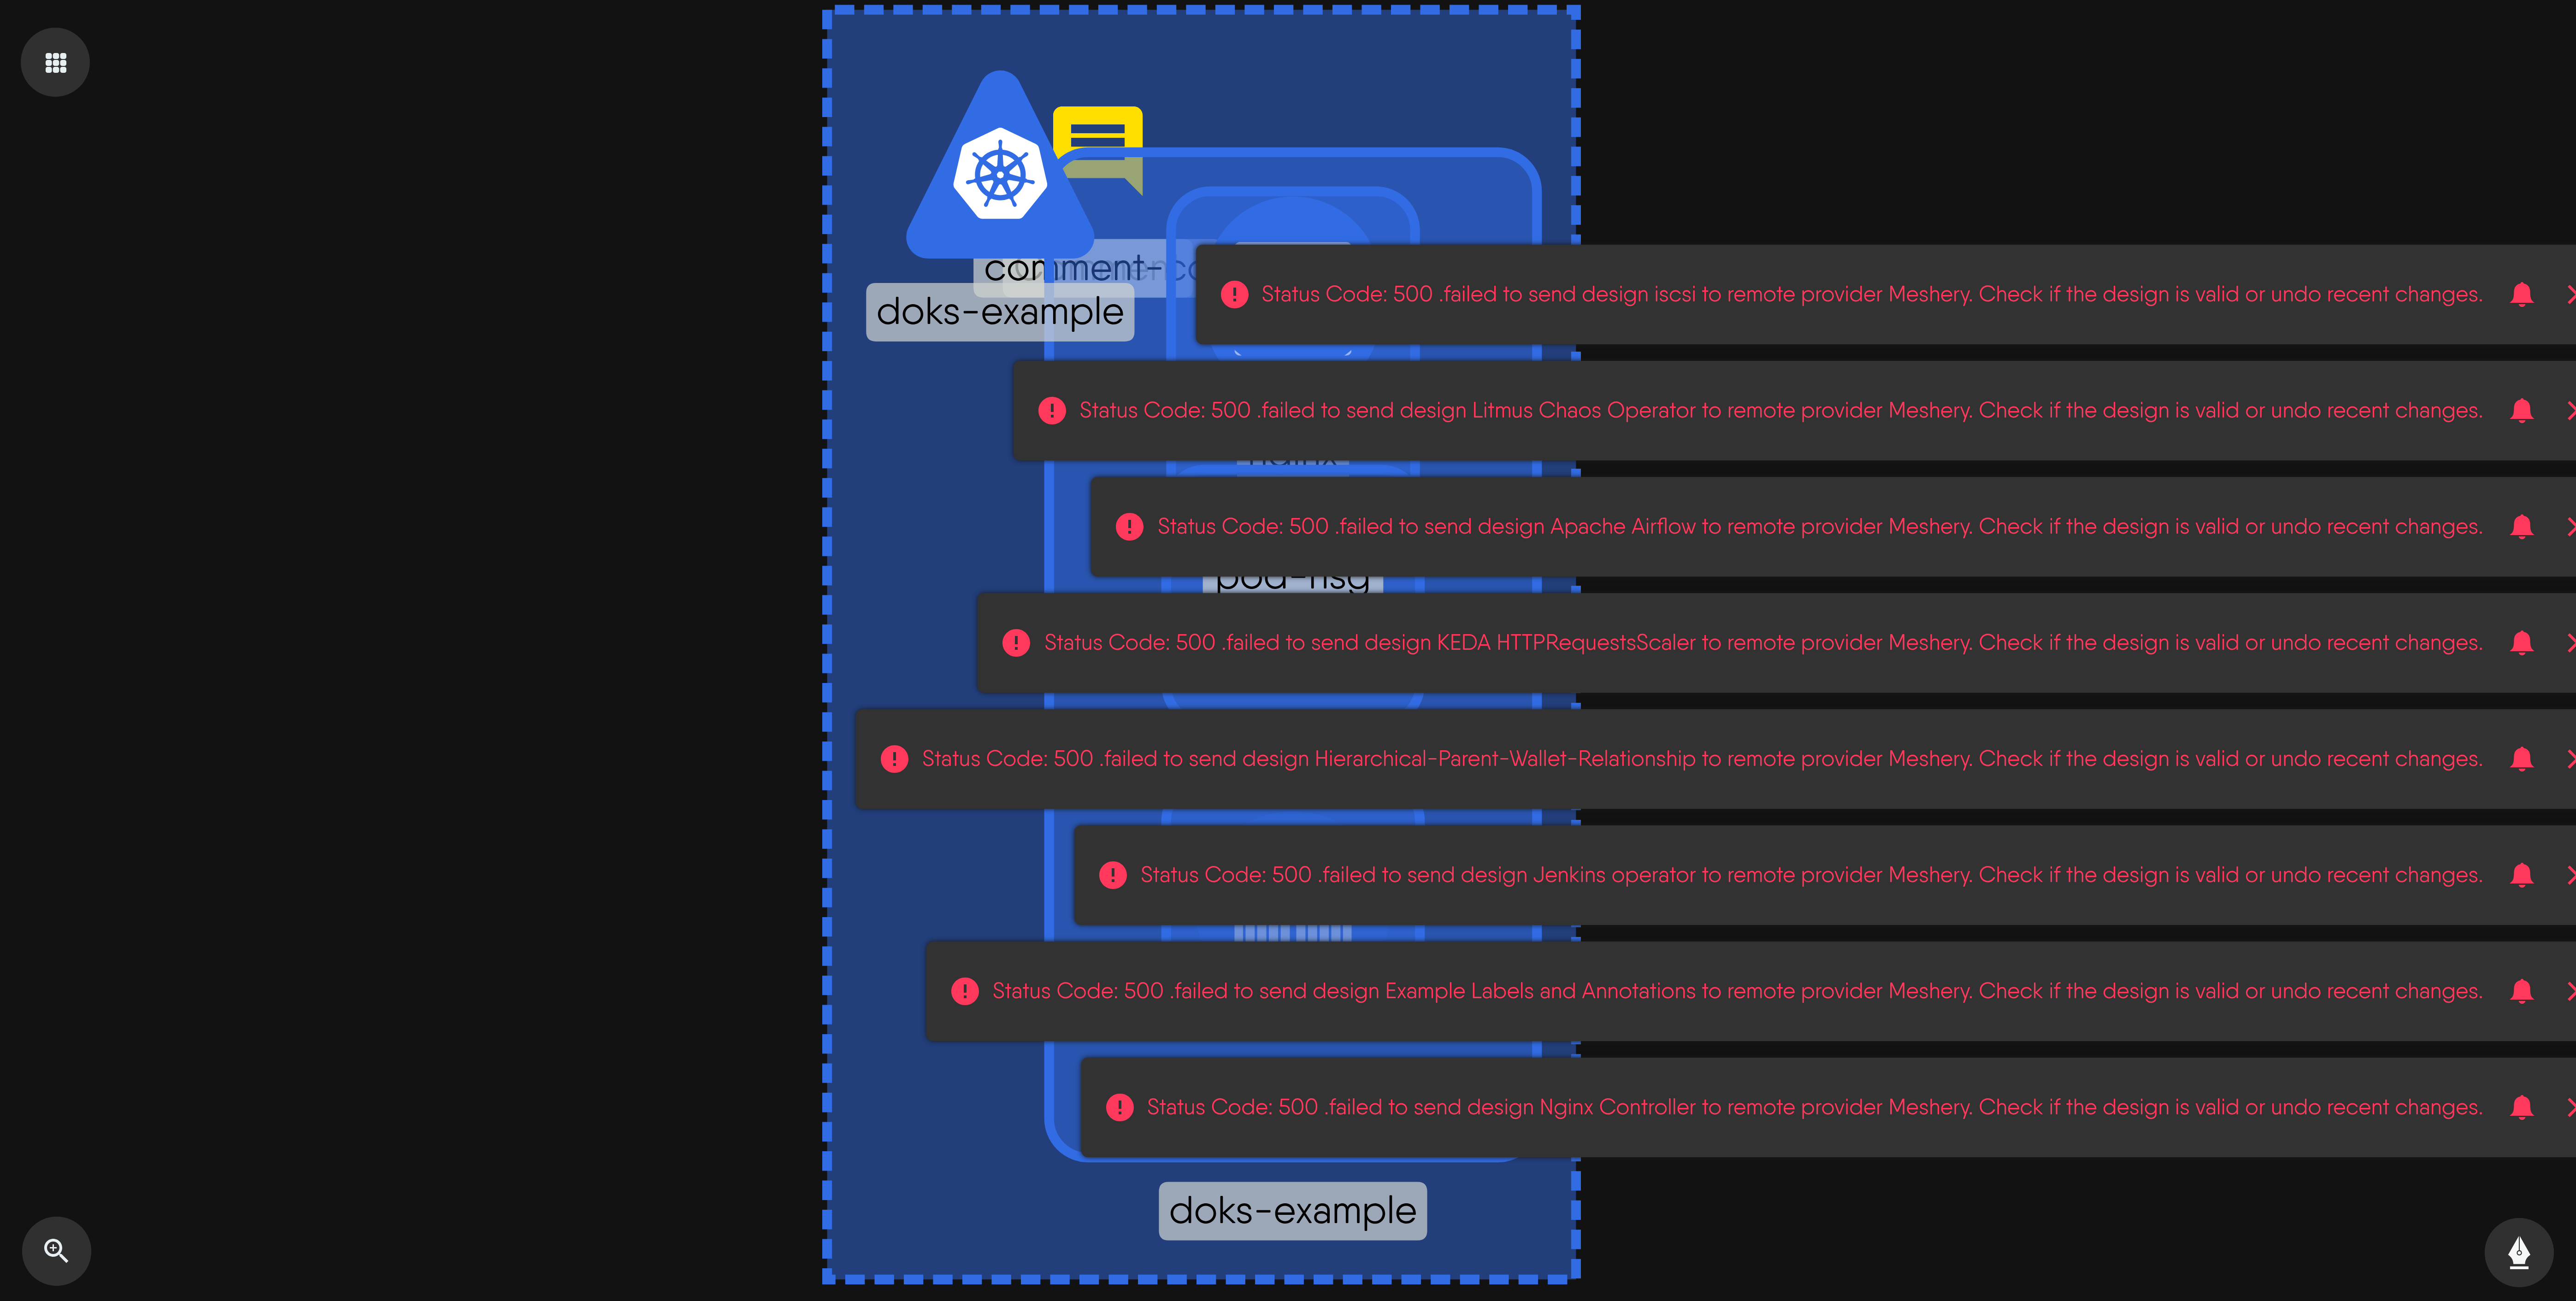 doks-example
Status Code: 500 .failed to send design iscsi to remote provider Meshery. Check if the design is valid or undo recent changes.
Status Code: 500 .failed to send design Litmus Chaos Operator to remote provider Meshery. Check if the design is valid or undo recent changes.
nginx
Status Code: 500 .failed to send design Apache Airflow to remote provider Meshery. Check if the design is valid or undo recent changes.
pod-nsg
Status Code: 500 .failed to send design KEDA HTTPRequestsScaler to remote provider Meshery. Check if the design is valid or undo recent changes.
Status Code: 500 .failed to send design Hierarchical-Parent-Wallet-Relationship to remote provider Meshery. Check if the design is valid or undo recent changes.
Status Code: 500 .failed to send design Jenkins operator to remote provider Meshery. Check if the design is valid or undo recent changes.
Status Code: 500 .failed to send design Example Labels and Annotations to remote provider Meshery. Check if the design is valid or undo recent changes.
Status Code: 500 .failed to send design Nginx Controller to remote provider Meshery. Check if the design is valid or undo recent changes.
doks-example